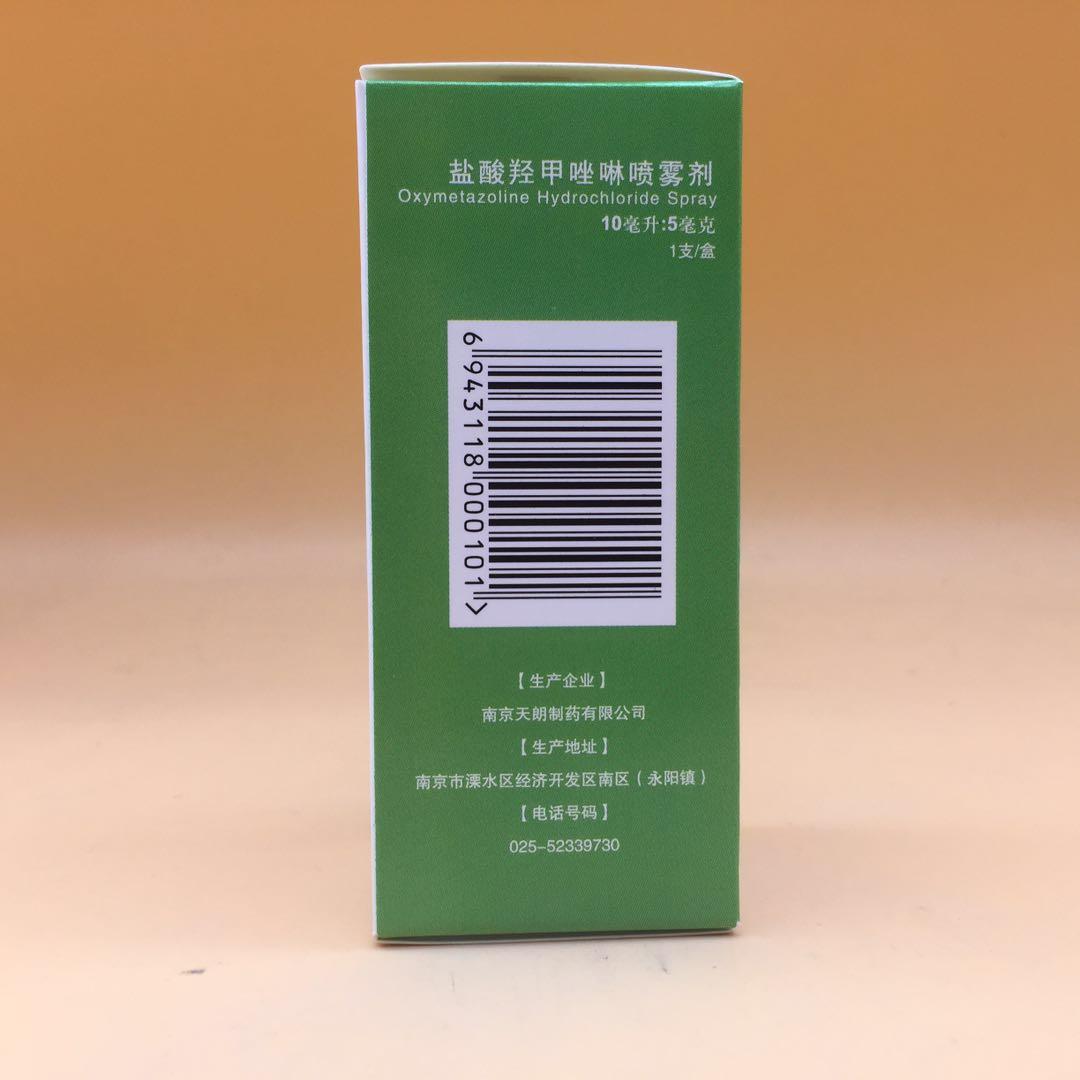 盐酸羟甲唑啉喷雾剂
Oxymetazoline Hydrochloride Spray
10毫升:5毫克
1支/盒
6 943118 000101 >
【生产企业】
南京天朗制药有限公司
【生产地址】
南京市溧水区经济开发区南区（永阳镇）
【电话号码】
025-52339730